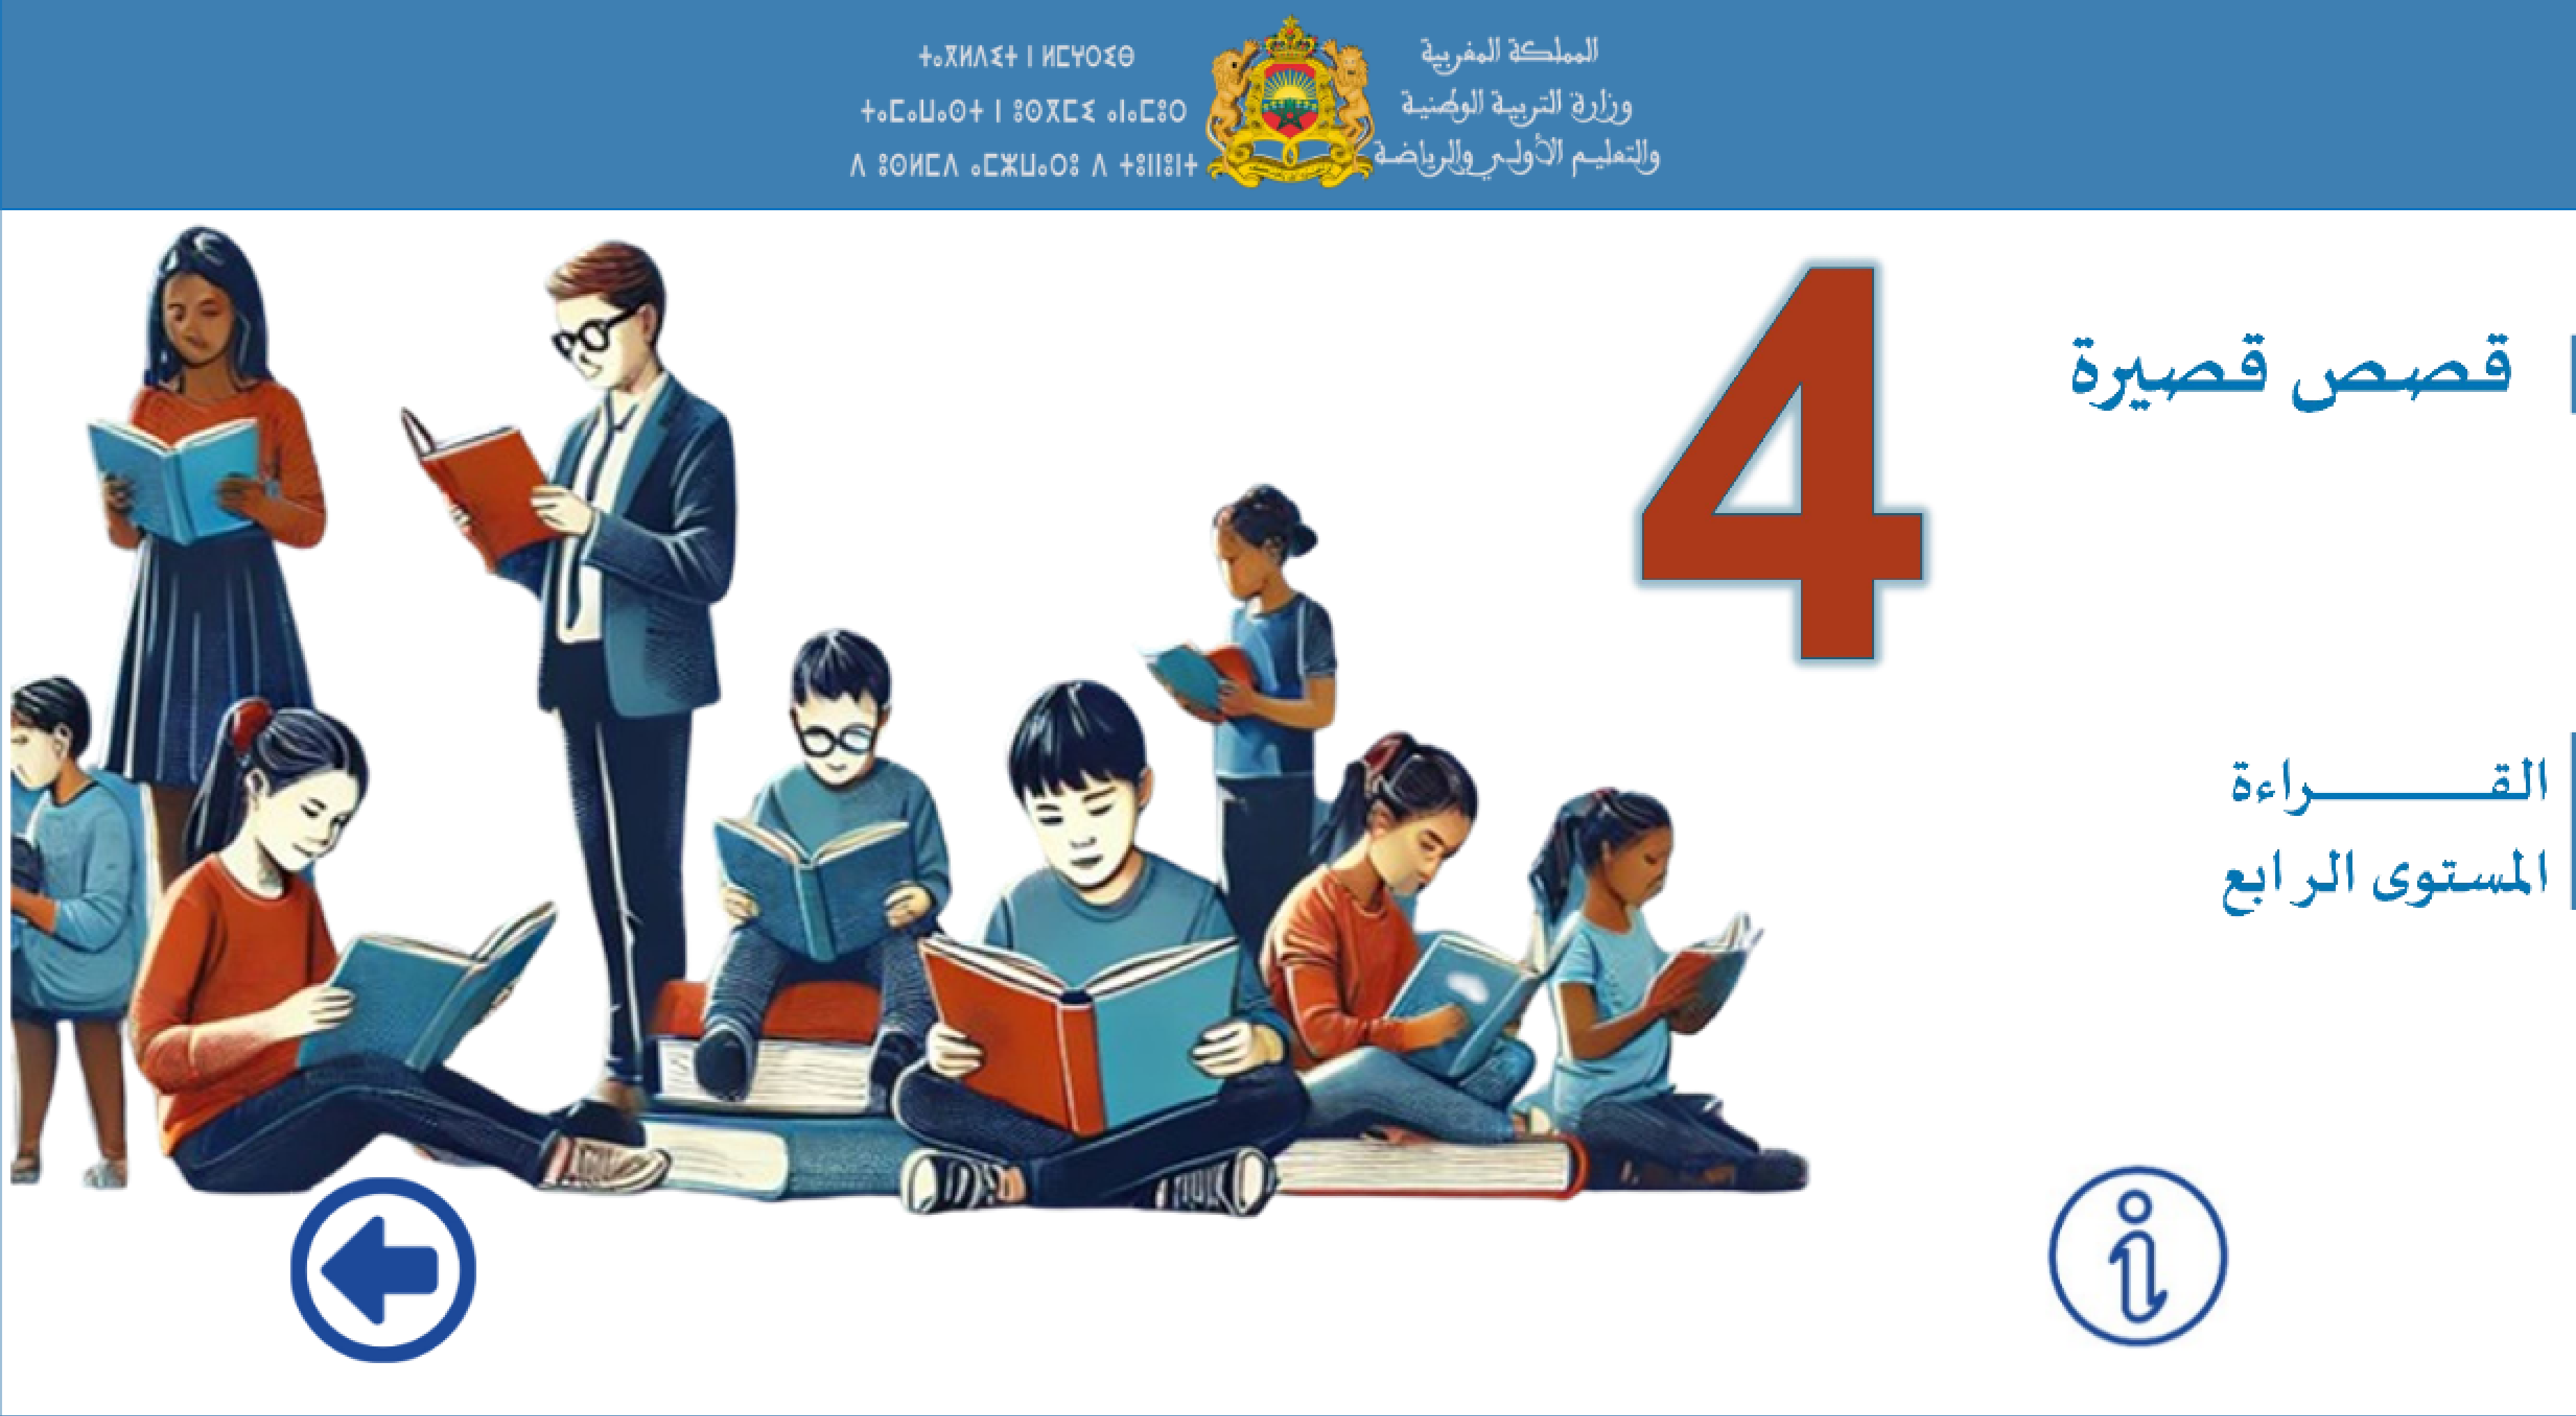 المملكة المغربية
وزارة التربية الوطنية
والتعليم الأولي والرياضة
ⵜⴰⴳⵍⴷⵉⵜ ⵏ ⵍⵎⵖⵔⵉⴱ
ⵜⴰⵎⴰⵡⴰⵙⵜ ⵏ ⵓⵙⴳⵎⵉ ⴰⵏⴰⵎⵓⵔ
ⴷ ⵓⵙⵍⵎⴷ ⴰⵎⵣⵡⴰⵔⵓ ⴷ ⵜⵓⵏⵏⵓⵏⵜ
قصص قصيرة
4
القــــــــراءة
المستوى الرابع